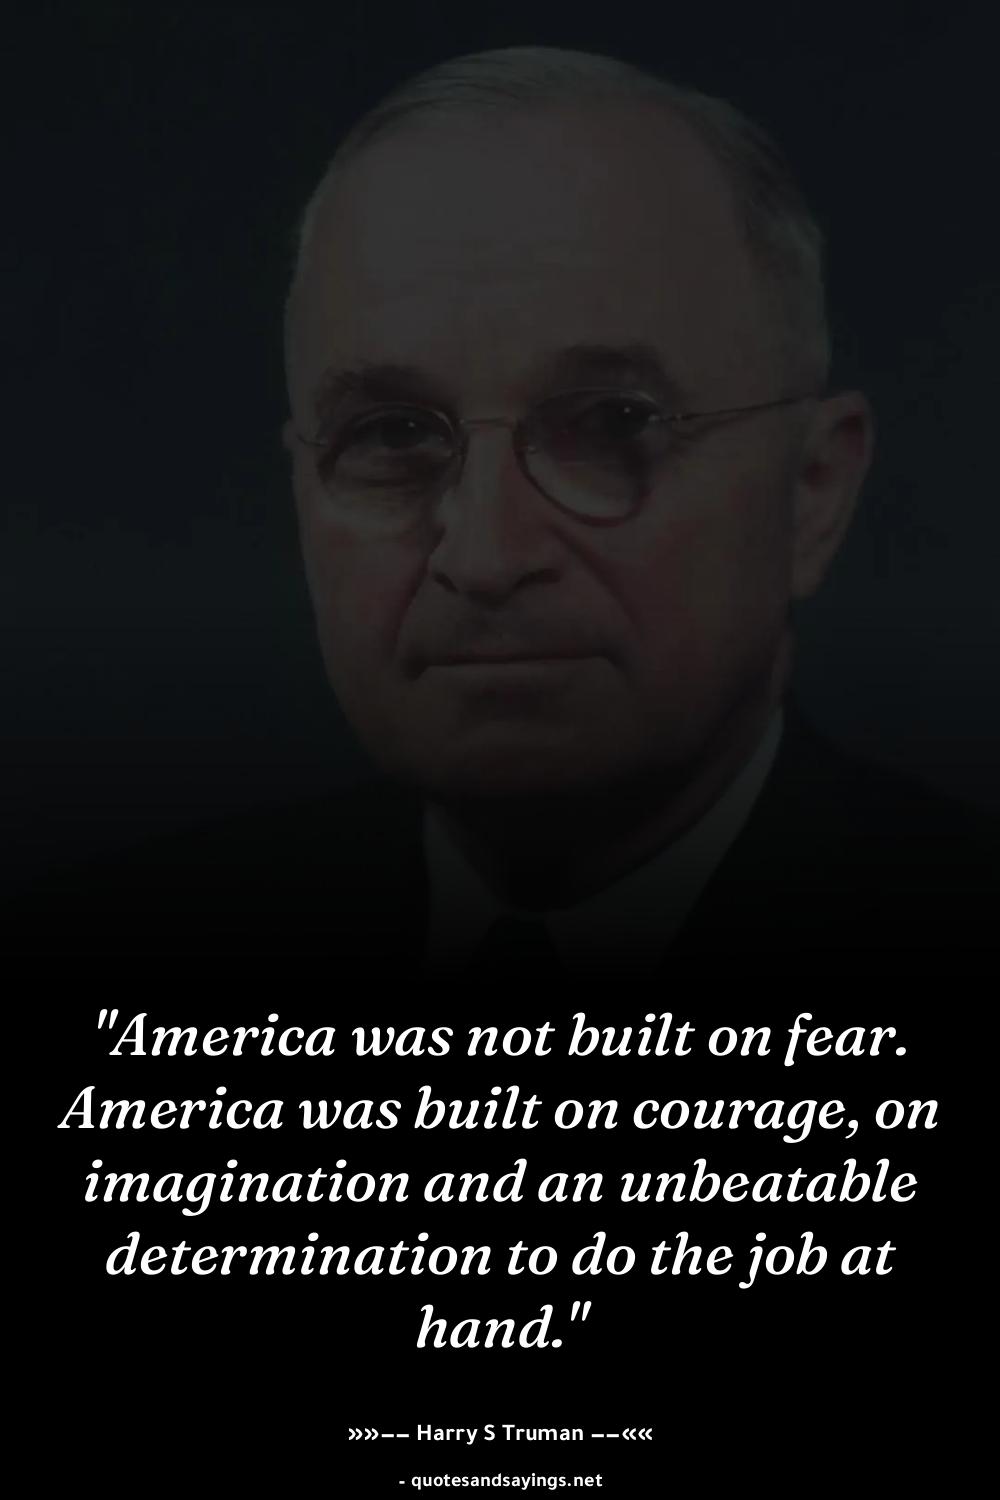 "America was not built on fear.
America was built on courage, on
imagination and an unbeatable
determination to do the job at
hand."
»»–– Harry S Truman ––««
- quotesandsayings.net